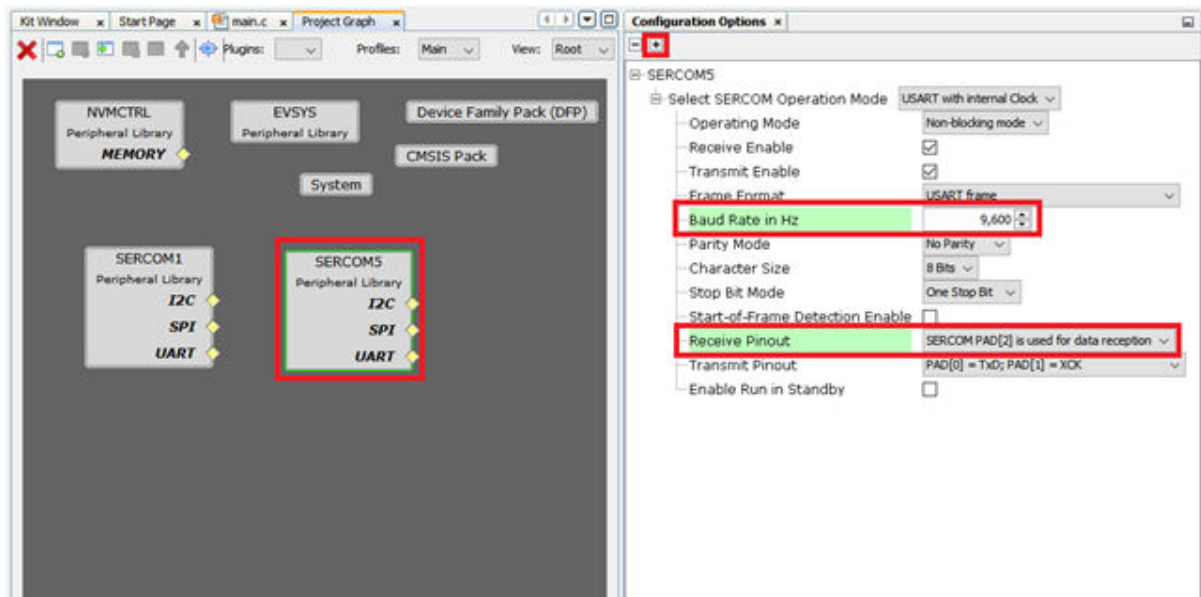 Kit Window x Start Page x main.c x Project Graph x
Plugins: Profiles: Main View: Root
NVMCTRL
Peripheral Library
MEMORY
EVSYS
Peripheral Library
Device Family Pack (DFP)
CMSIS Pack
System
SERCOM1
Peripheral Library
I2C
SPI
UART
SERCOM5
Peripheral Library
I2C
SPI
UART
Configuration Options x
SERCOM5
Select SERCOM Operation Mode USART with internal Clock
Operating Mode Non-blocking mode
Receive Enable
Transmit Enable
Frame Format USART frame
Baud Rate in Hz 9,600
Parity Mode No Parity
Character Size 8 Bits
Stop Bit Mode One Stop Bit
Start-of-Frame Detection Enable
Receive Pinout SERCOM PAD[2] is used for data reception
Transmit Pinout PAD[0] = TxD; PAD[1] = XCK
Enable Run in Standby